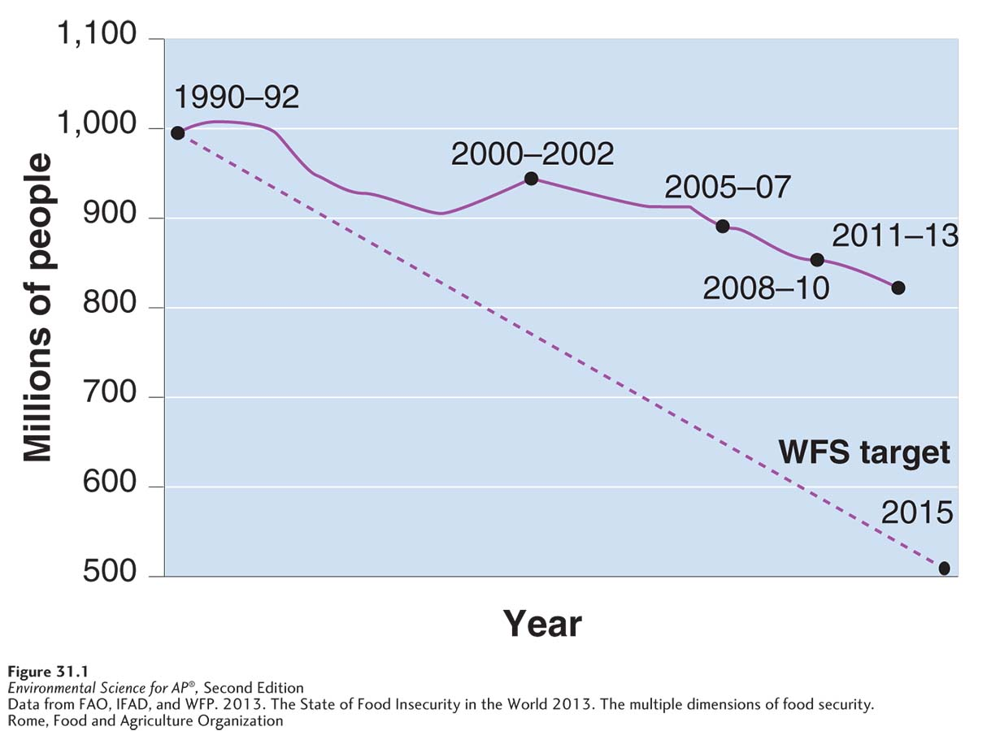 1,100
1,000
900
800
700
600
500
Millions of people
1990–92
2000–2002
2005–07
2011–13
2008–10
WFS target
2015
Year
Figure 31.1
Environmental Science for AP®, Second Edition
Data from FAO, IFAD, and WFP. 2013. The State of Food Insecurity in the World 2013. The multiple dimensions of food security.
Rome, Food and Agriculture Organization